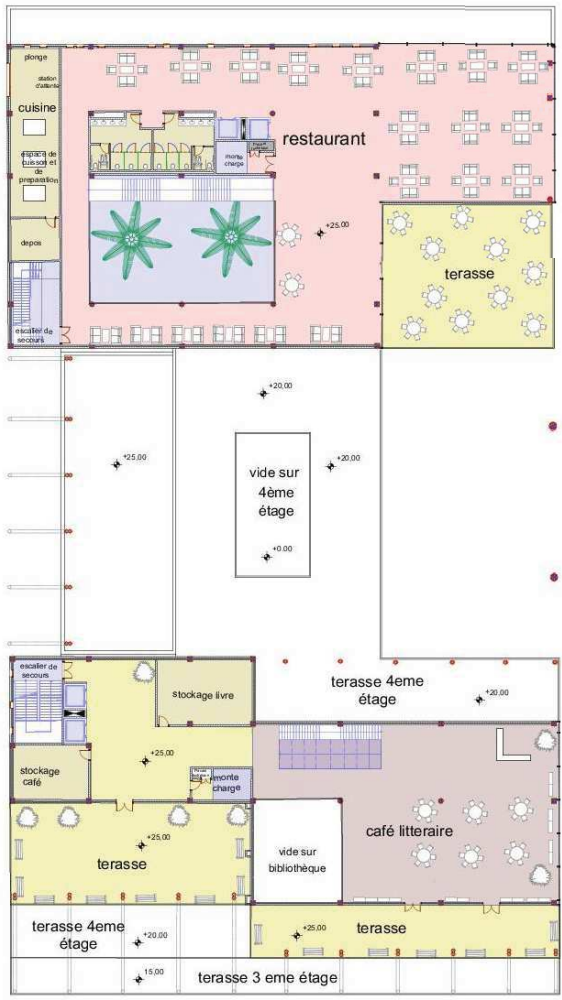 plonge
station
d'attente
cuisine
espace de
cuisson et
de
preparation
depos
escalier de
secours
restaurant
monte
charge
+25,00
terasse
+20,00
+25,00
+20,00
vide sur
4ème
étage
+0.00
escalier de
secours
stockage livre
terasse 4eme
étage
+20,00
+25,00
stockage
café
monte
charge
café litteraire
+25,00
terasse
vide sur
bibliothèque
terasse 4eme
étage
+20,00
+25,00
terasse
15,00
terasse 3 eme étage